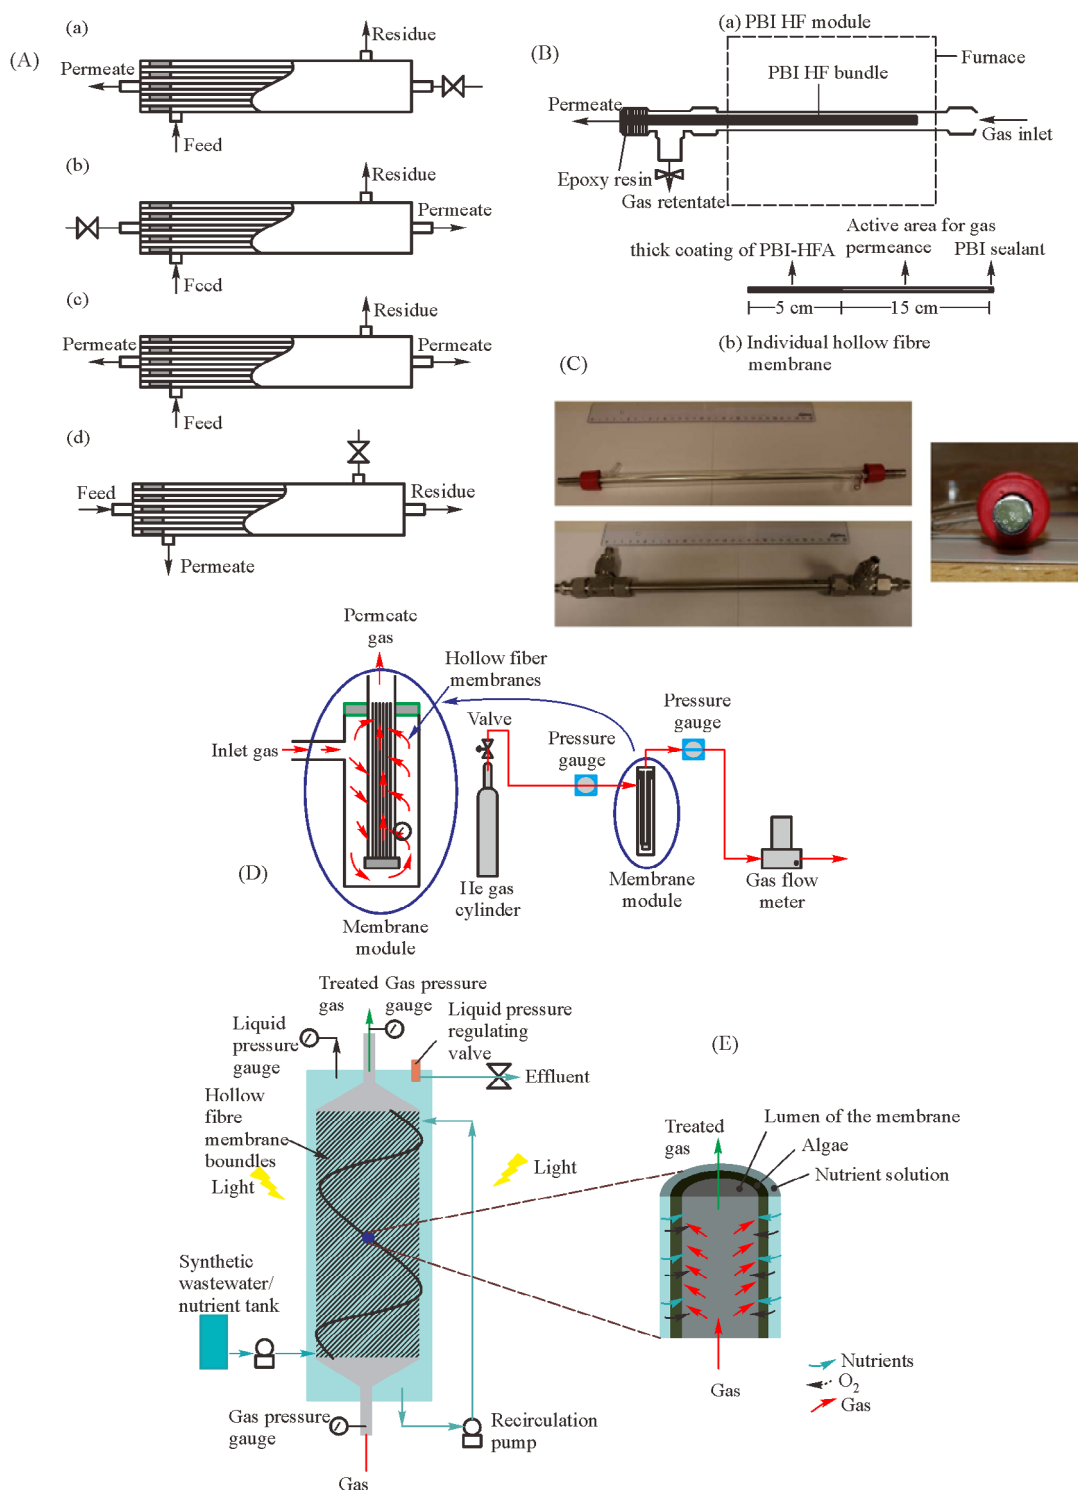 (A)
(a)
Residue
Permeate
Feed
(b)
Residue
Permeate
Feed
(c)
Residue
Permeate
Permeate
Feed
(d)
Feed
Residue
Permeate
(B)
(a) PBI HF module
Furnace
PBI HF bundle
Permeate
Gas inlet
Epoxy resin
Gas retentate
Active area for gas
permeance
thick coating of PBI-HFA
PBI sealant
5 cm
15 cm
(b) Individual hollow fibre
membrane
(C)
Permeate
gas
Hollow fiber
membranes
Inlet gas
Valve
Pressure
gauge
Pressure
gauge
(D)
He gas
cylinder
Membrane
module
Gas flow
meter
Membrane
module
Treated
gas
Gas pressure
gauge
Liquid
pressure
gauge
Liquid pressure
regulating
valve
Effluent
(E)
Hollow
fibre
membrane
boundles
Light
Light
Synthetic
wastewater/
nutrient tank
Gas pressure
gauge
Recirculation
pump
Gas
Lumen of the membrane
Treated
gas
Algae
Nutrient solution
Gas
Nutrients
O2
Gas